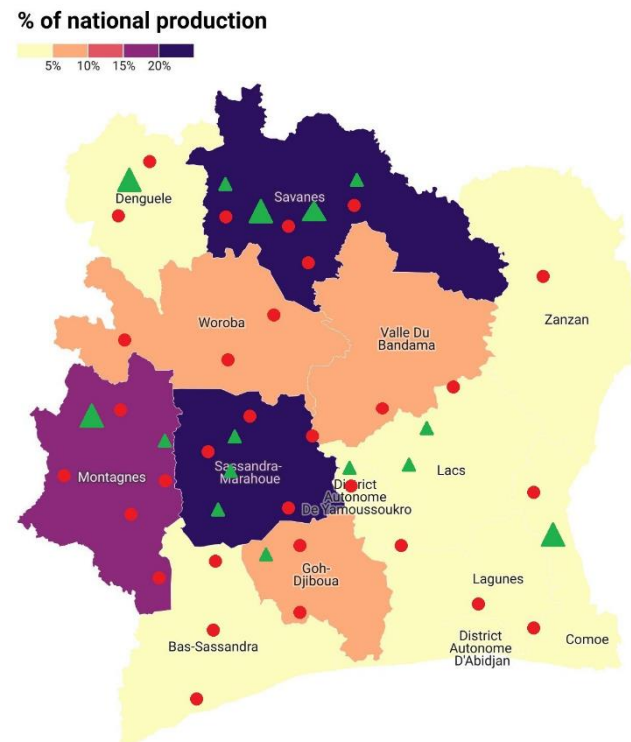 % of national production
5% 10% 15% 20%
Denguele
Savanes
Zanzan
Woroba
Valle Du
Bandama
Montagnes
Sassandra-
Marahoue
Lacs
District
Autonome
De Yamoussoukro
Goh-
Djiboua
Lagunes
Bas-Sassandra
District
Autonome
D'Abidjan
Comoe